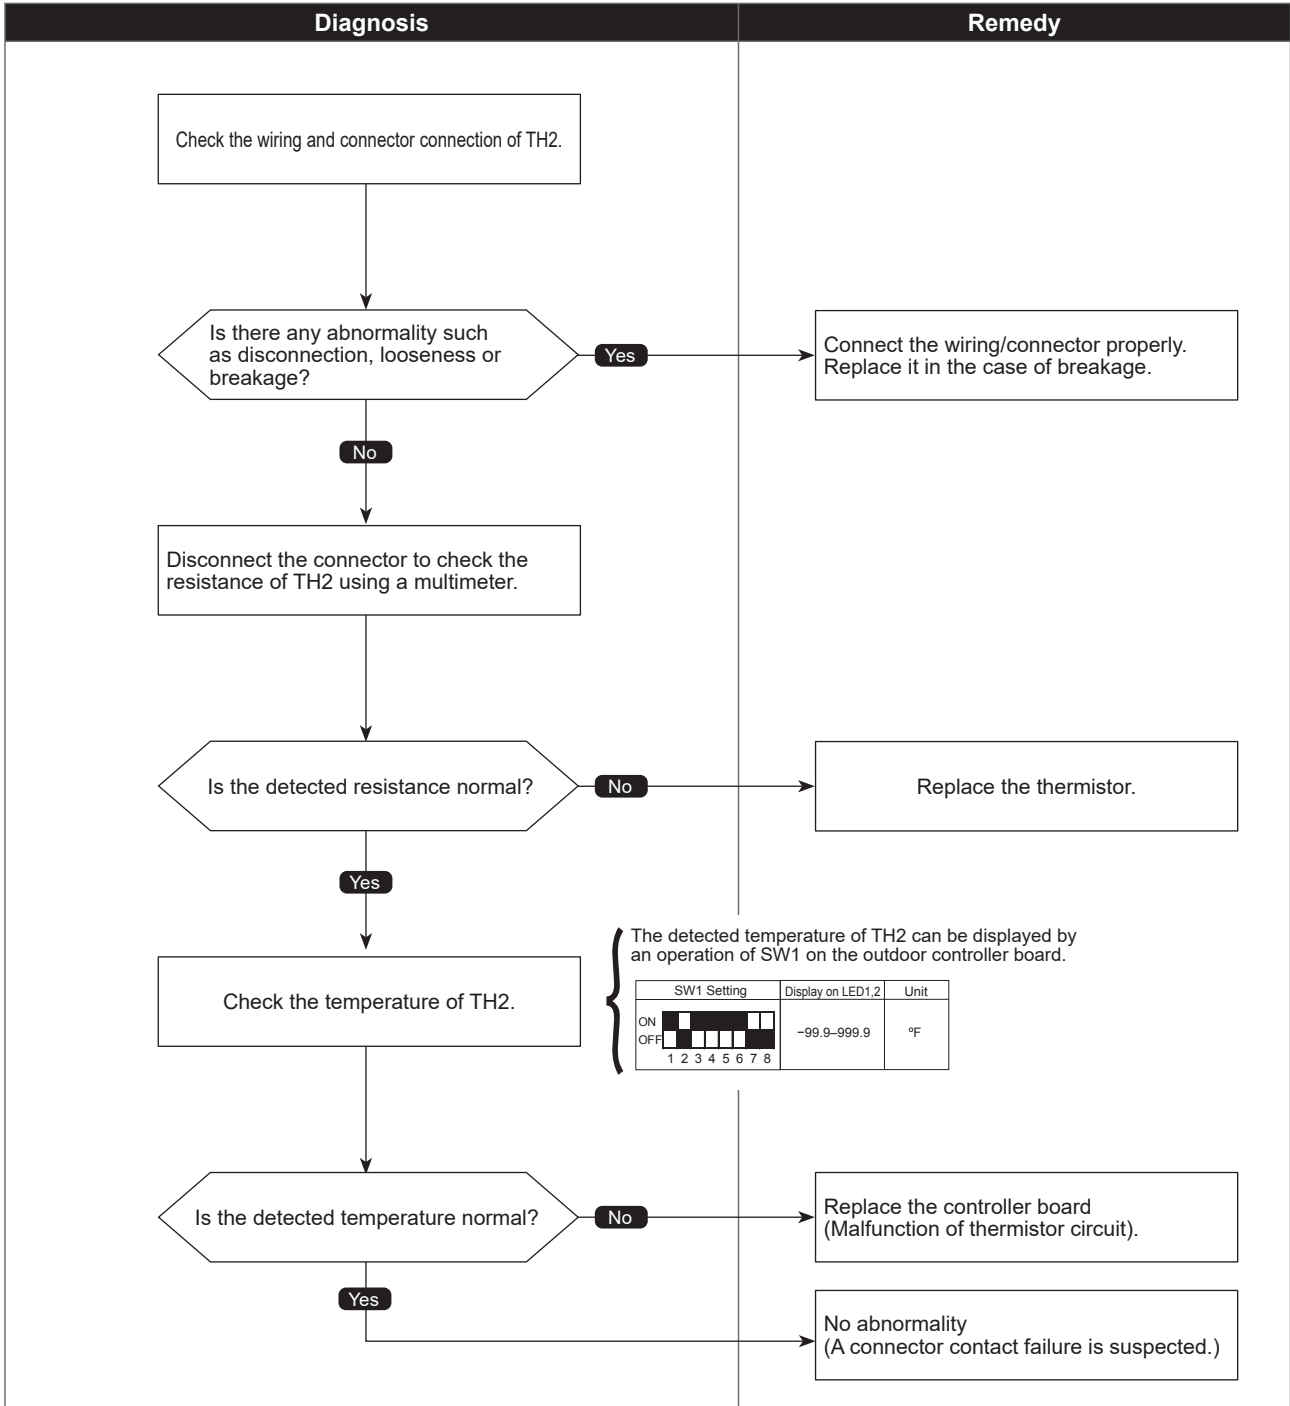 Diagnosis
Remedy
Check the wiring and connector connection of TH2.
Is there any abnormality such
as disconnection, looseness or
breakage?
Yes
Connect the wiring/connector properly.
Replace it in the case of breakage.
No
Disconnect the connector to check the
resistance of TH2 using a multimeter.
Is the detected resistance normal?
No
Replace the thermistor.
Yes
The detected temperature of TH2 can be displayed by
an operation of SW1 on the outdoor controller board.
Check the temperature of TH2.
SW1 Setting
Display on LED1,2
Unit
ON
OFF
1 2 3 4 5 6 7 8
−99.9–999.9
ºF
Is the detected temperature normal?
No
Replace the controller board
(Malfunction of thermistor circuit).
Yes
No abnormality
(A connector contact failure is suspected.)